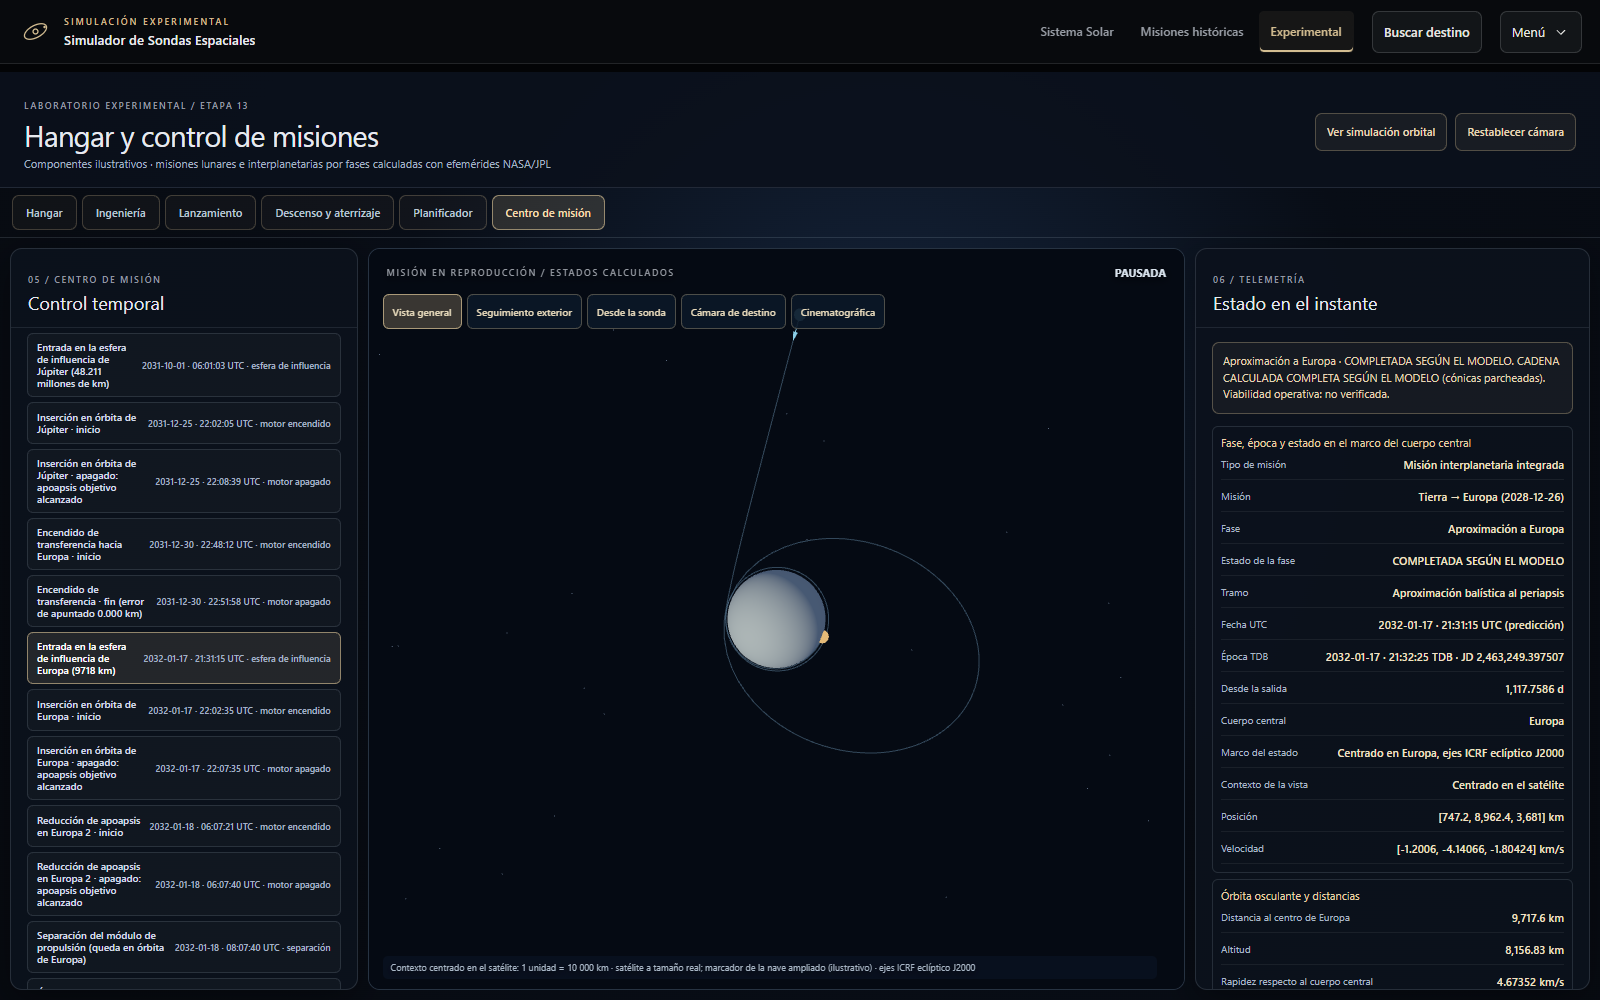 SIMULACIÓN EXPERIMENTAL
Simulador de Sondas Espaciales
Sistema Solar
Misiones históricas
Experimental
Buscar destino
Menú
LABORATORIO EXPERIMENTAL / ETAPA 13
Hangar y control de misiones
Componentes ilustrativos · misiones lunares e interplanetarias por fases calculadas con efemérides NASA/JPL
Ver simulación orbital
Restablecer cámara
Hangar
Ingeniería
Lanzamiento
Descenso y aterrizaje
Planificador
Centro de misión
05 / CENTRO DE MISIÓN
Control temporal
Entrada en la esfera
de influencia de
Júpiter (48.211
millones de km)
2031-10-01 · 06:01:03 UTC · esfera de influencia
Inserción en órbita de
Júpiter · inicio
2031-12-25 · 22:02:05 UTC · motor encendido
Inserción en órbita de
Júpiter · apagado:
apoapsis objetivo
alcanzado
2031-12-25 · 22:08:39 UTC · motor apagado
Encendido de
transferencia hacia
Europa · inicio
2031-12-30 · 22:48:12 UTC · motor encendido
Encendido de
transferencia · fin (error
de apuntado 0.000 km)
2031-12-30 · 22:51:58 UTC · motor apagado
Entrada en la esfera
de influencia de
Europa (9718 km)
2032-01-17 · 21:31:15 UTC · esfera de influencia
Inserción en órbita de
Europa · inicio
2032-01-17 · 22:02:35 UTC · motor encendido
Inserción en órbita de
Europa · apagado:
apoapsis objetivo
alcanzado
2032-01-17 · 22:07:35 UTC · motor apagado
Reducción de apoapsis
en Europa 2 · inicio
2032-01-18 · 06:07:21 UTC · motor encendido
Reducción de apoapsis
en Europa 2 · apagado:
apoapsis objetivo
alcanzado
2032-01-18 · 06:07:40 UTC · motor apagado
Separación del módulo de
propulsión (queda en órbita
de Europa)
2032-01-18 · 08:07:40 UTC · separación
MISIÓN EN REPRODUCCIÓN / ESTADOS CALCULADOS
PAUSADA
Vista general
Seguimiento exterior
Desde la sonda
Cámara de destino
Cinematográfica
Contexto centrado en el satélite: 1 unidad = 10 000 km · satélite a tamaño real; marcador de la nave ampliado (ilustrativo) · ejes ICRF eclíptico J2000
06 / TELEMETRÍA
Estado en el instante
Aproximación a Europa · COMPLETADA SEGÚN EL MODELO. CADENA
CALCULADA COMPLETA SEGÚN EL MODELO (cónicas parcheadas).
Viabilidad operativa: no verificada.
Fase, época y estado en el marco del cuerpo central
Tipo de misión
Misión interplanetaria integrada
Misión
Tierra → Europa (2028-12-26)
Fase
Aproximación a Europa
Estado de la fase
COMPLETADA SEGÚN EL MODELO
Tramo
Aproximación balística al periapsis
Fecha UTC
2032-01-17 · 21:31:15 UTC (predicción)
Época TDB
2032-01-17 · 21:32:25 TDB · JD 2,463,249.397507
Desde la salida
1,117.7586 d
Cuerpo central
Europa
Marco del estado
Centrado en Europa, ejes ICRF eclíptico J2000
Contexto de la vista
Centrado en el satélite
Posición
[747.2, 8,962.4, 3,681] km
Velocidad
[-1.2006, -4.14066, -1.80424] km/s
Órbita osculante y distancias
Distancia al centro de Europa
9,717.6 km
Altitud
8,156.83 km
Rapidez respecto al cuerpo central
4.67352 km/s